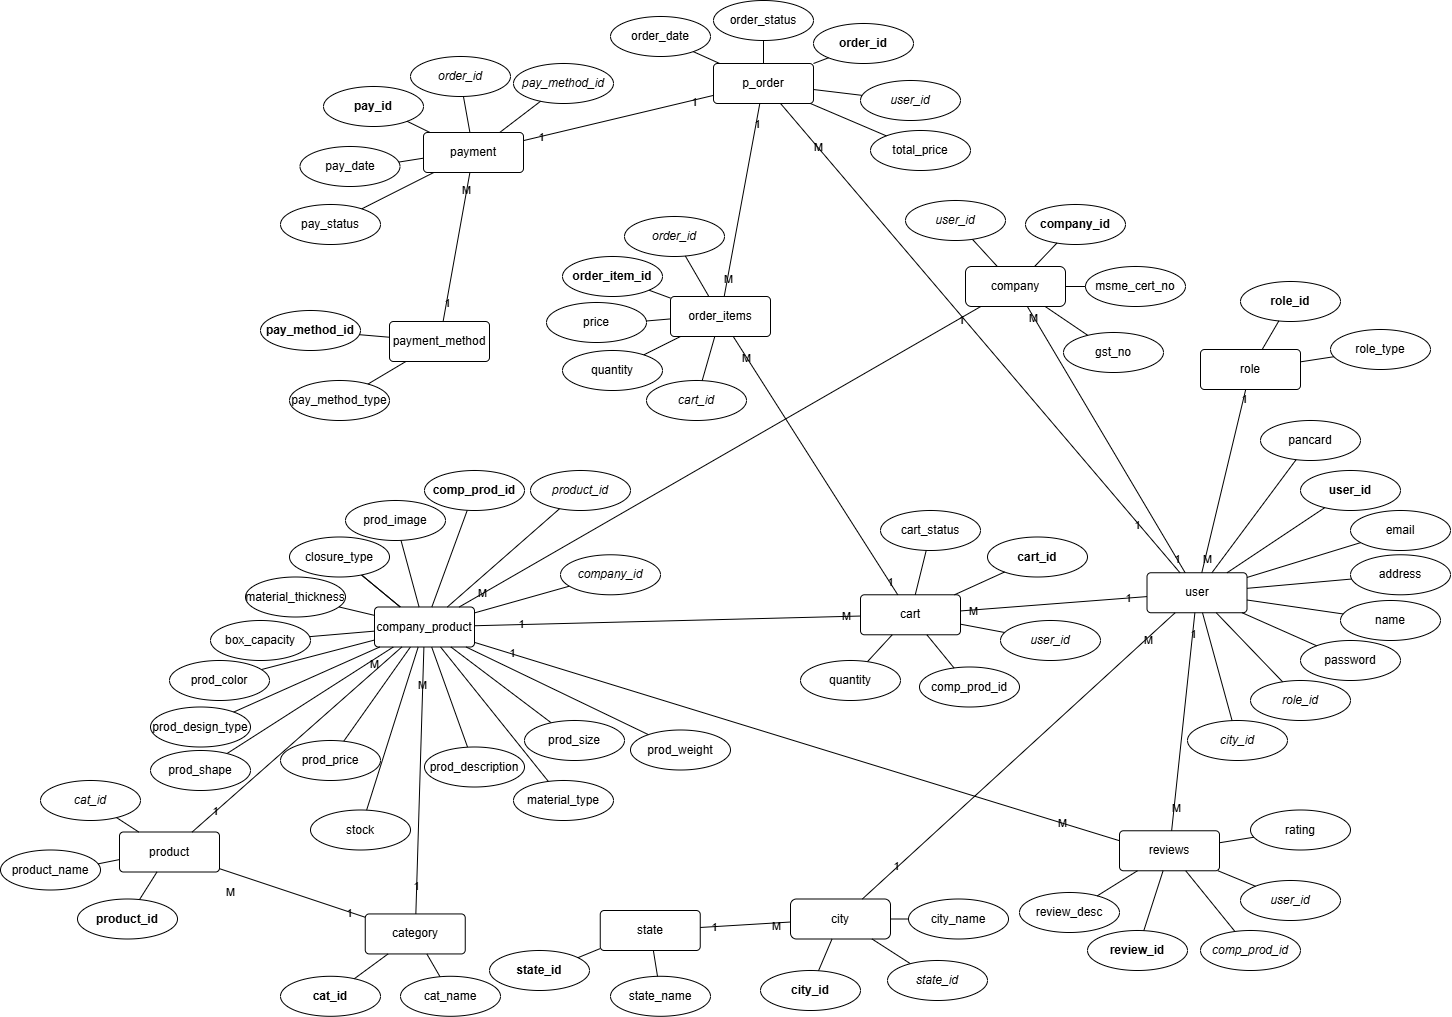 order_status
order_date
order_id
p_order
user_id
total_price
1
M
1
order_id
pay_method_id
pay_id
payment
1
pay_date
pay_status
M
1
pay_method_id
payment_method
pay_method_type
order_id
M
order_item_id
order_items
price
quantity
cart_id
M
user_id
company_id
company
msme_cert_no
gst_no
1
M
role_id
role
role_type
1
pancard
user_id
email
address
name
password
role_id
city_id
user
1
1
M
1
M
1
cart_status
cart_id
1
cart
M
M
user_id
quantity
comp_prod_id
comp_prod_id
product_id
prod_image
closure_type
company_id
material_thickness
M
company_product
1
box_capacity
1
M
M
prod_color
prod_design_type
prod_shape
prod_price
prod_description
prod_size
prod_weight
material_type
stock
cat_id
1
product
product_name
product_id
M
1
1
category
cat_id
cat_name
state
1
M
state_id
state_name
1
city
city_name
city_id
state_id
M
M
reviews
rating
user_id
review_desc
review_id
comp_prod_id